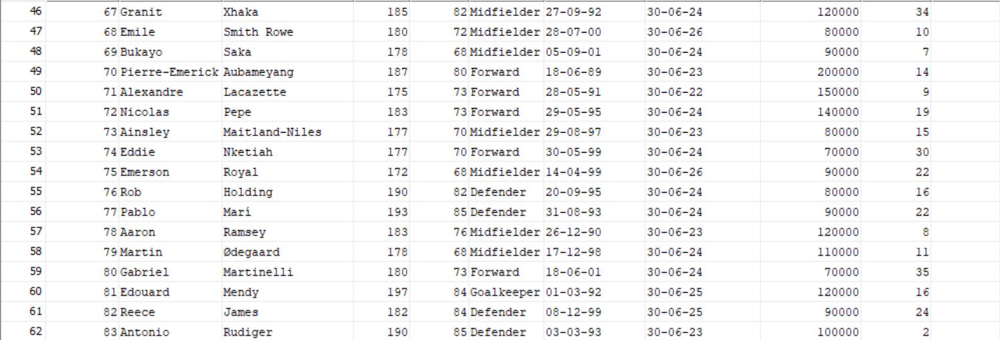 46 67 Granit Xhaka 185 82 Midfielder 27-09-92 30-06-24 120000 34
47 68 Emile Smith Rowe 180 72 Midfielder 28-07-00 30-06-26 80000 10
48 69 Bukayo Saka 178 68 Midfielder 05-09-01 30-06-24 90000 7
49 70 Pierre-Emerick Aubameyang 187 80 Forward 18-06-89 30-06-23 200000 14
50 71 Alexandre Lacazette 175 73 Forward 28-05-91 30-06-22 150000 9
51 72 Nicolas Pepe 183 73 Forward 29-05-95 30-06-24 140000 19
52 73 Ainsley Maitland-Niles 177 70 Midfielder 29-08-97 30-06-23 80000 15
53 74 Eddie Nketiah 177 70 Forward 30-05-99 30-06-24 70000 30
54 75 Emerson Royal 172 68 Midfielder 14-04-99 30-06-26 90000 22
55 76 Rob Holding 190 82 Defender 20-09-95 30-06-24 80000 16
56 77 Pablo Marí 193 85 Defender 31-08-93 30-06-24 90000 22
57 78 Aaron Ramsey 183 76 Midfielder 26-12-90 30-06-23 120000 8
58 79 Martin Ødegaard 178 68 Midfielder 17-12-98 30-06-24 110000 11
59 80 Gabriel Martinelli 180 73 Forward 18-06-01 30-06-24 70000 35
60 81 Edouard Mendy 197 84 Goalkeeper 01-03-92 30-06-25 120000 16
61 82 Reece James 182 84 Defender 08-12-99 30-06-25 90000 24
62 83 Antonio Rudiger 190 85 Defender 03-03-93 30-06-23 100000 2